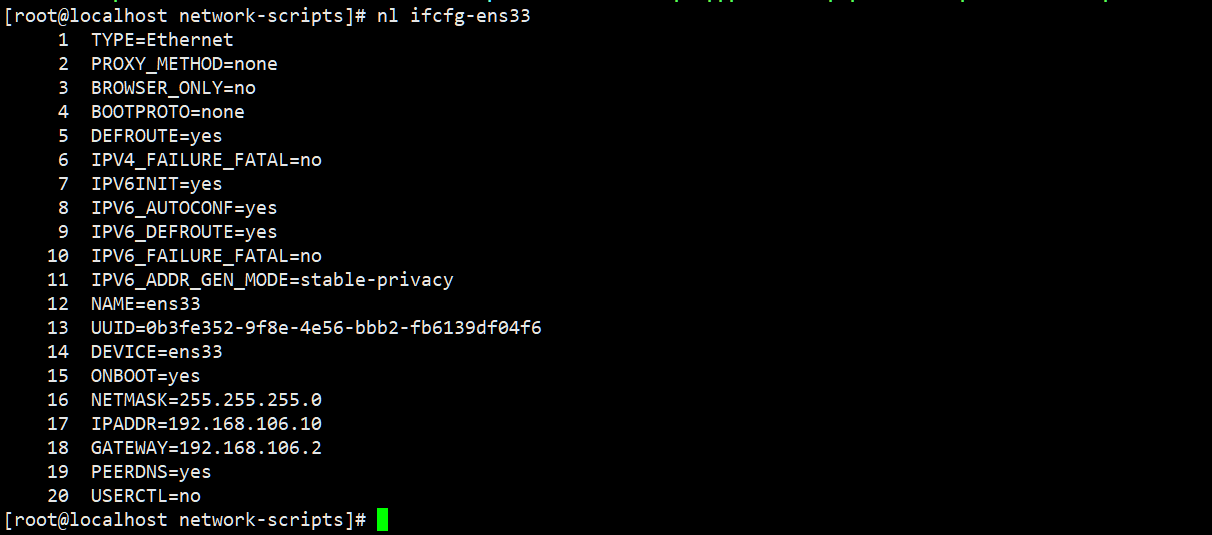 [root@localhost network-scripts]# nl ifcfg-ens33
1 TYPE=Ethernet
2 PROXY_METHOD=none
3 BROWSER_ONLY=no
4 BOOTPROTO=none
5 DEFROUTE=yes
6 IPV4_FAILURE_FATAL=no
7 IPV6INIT=yes
8 IPV6_AUTOCONF=yes
9 IPV6_DEFROUTE=yes
10 IPV6_FAILURE_FATAL=no
11 IPV6_ADDR_GEN_MODE=stable-privacy
12 NAME=ens33
13 UUID=0b3fe352-9f8e-4e56-bbb2-fb6139df04f6
14 DEVICE=ens33
15 ONBOOT=yes
16 NETMASK=255.255.255.0
17 IPADDR=192.168.106.10
18 GATEWAY=192.168.106.2
19 PEERDNS=yes
20 USERCTL=no
[root@localhost network-scripts]#